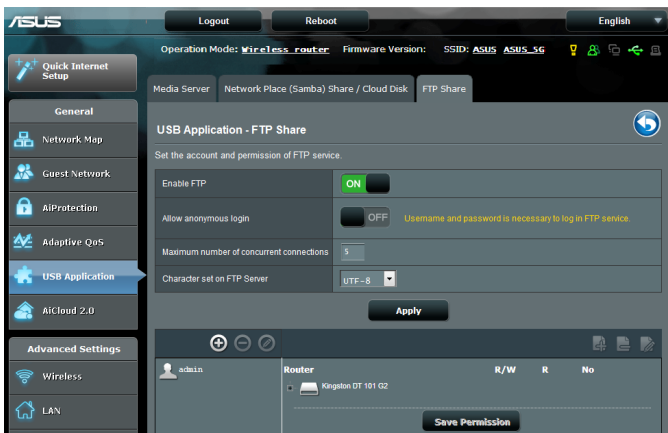 ASUS
Logout
Reboot
English
Operation Mode: Wireless router Firmware Version: SSID: ASUS ASUS_5G
Quick Internet
Setup
General
Network Map
Guest Network
AiProtection
Adaptive QoS
USB Application
AiCloud 2.0
Advanced Settings
Wireless
LAN
Media Server
Network Place (Samba) Share / Cloud Disk
FTP Share
USB Application - FTP Share
Set the account and permission of FTP service.
Enable FTP
ON
Allow anonymous login
OFF
Username and password is necessary to log in FTP service.
Maximum number of concurrent connections
5
Character set on FTP Server
UTF-8
Apply
admin
Router
R/W
R
No
Kingston DT 101 G2
Save Permission